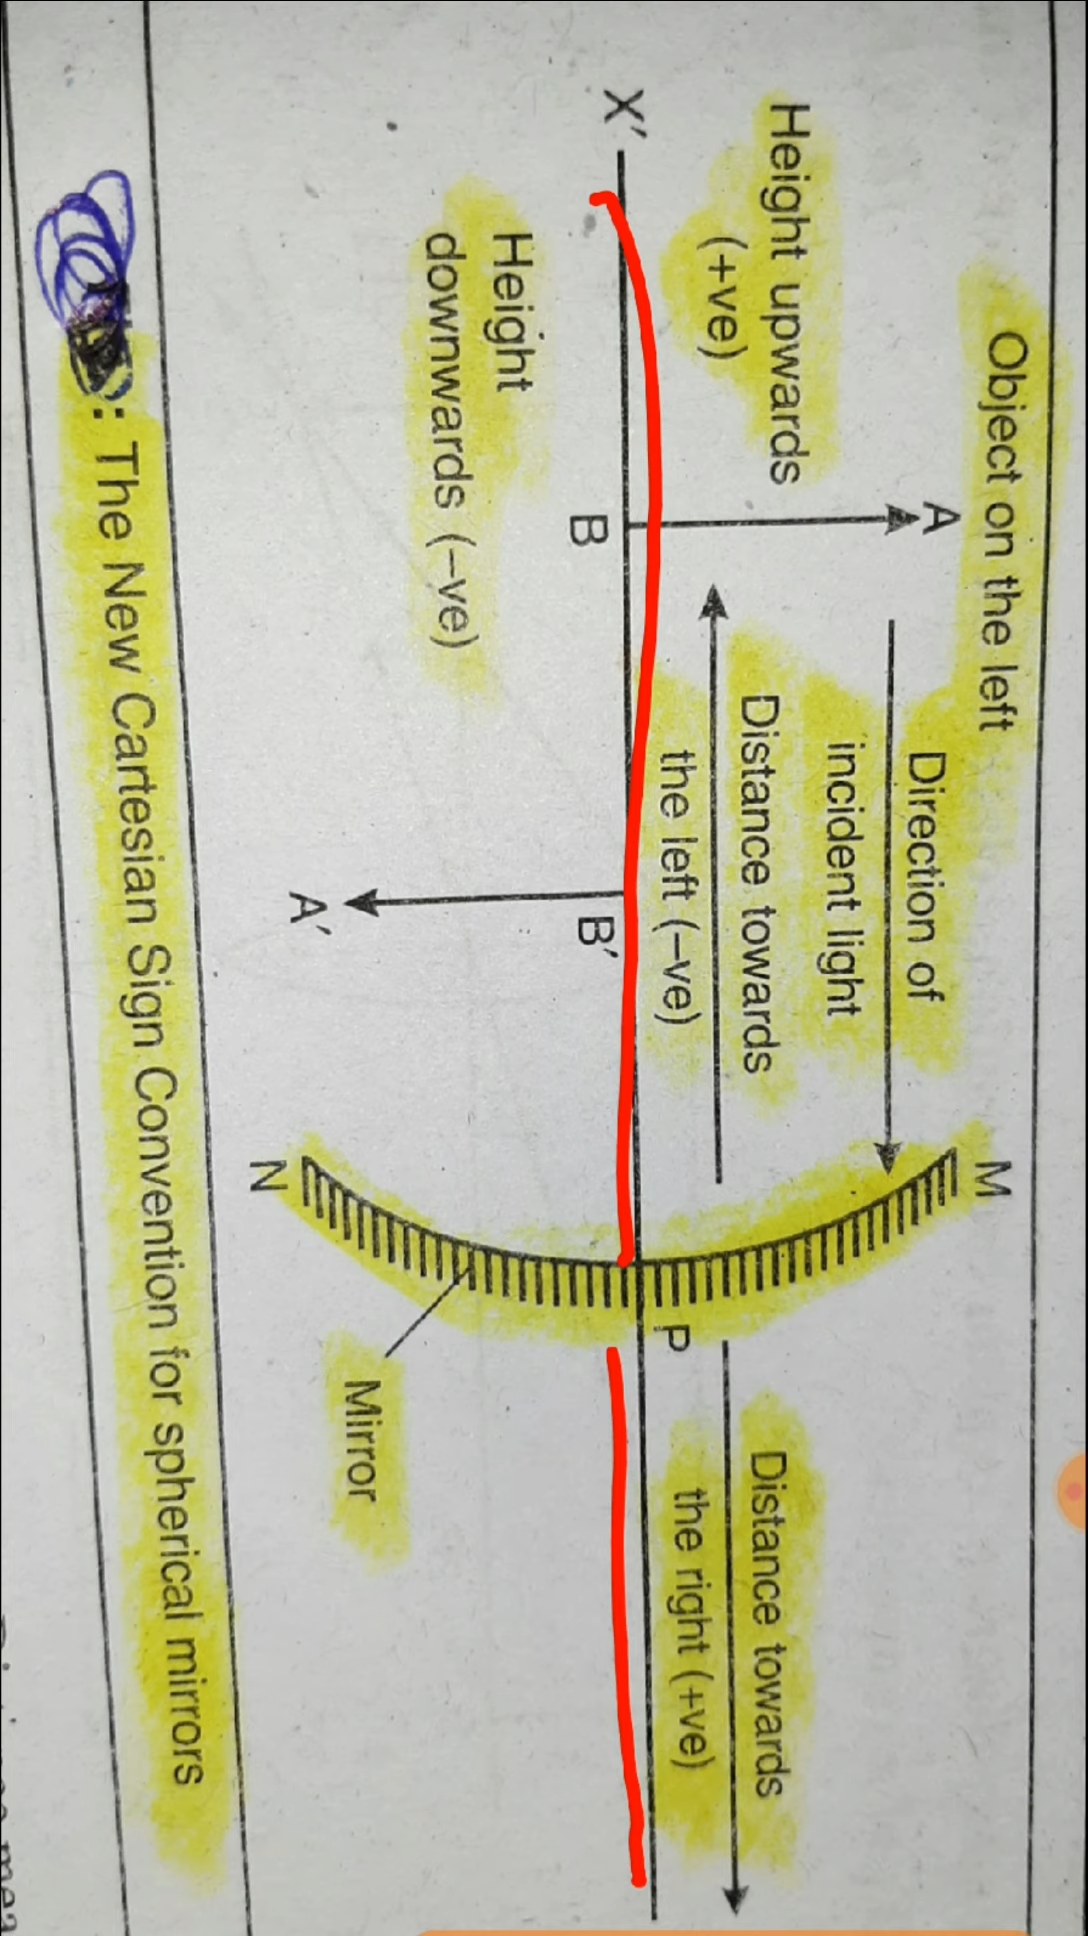 Object on the left
A
Direction of
incident light
M
Height upwards
(+ve)
Distance towards
the left (–ve)
Distance towards
the right (+ve)
X′
B
B′
P
Height
downwards (–ve)
A′
N
Mirror
: The New Cartesian Sign Convention for spherical mirrors